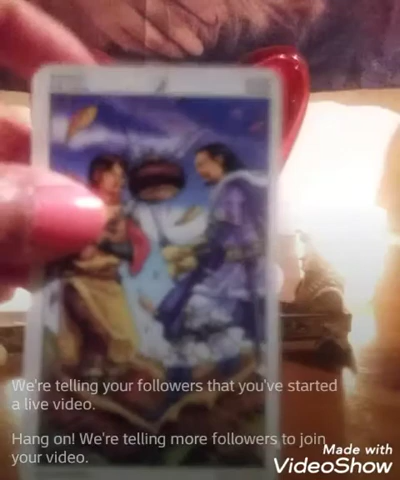 We're telling your followers that you've started
a live video.
Hang on! We're telling more followers to join
your video.
Made with
VideoShow